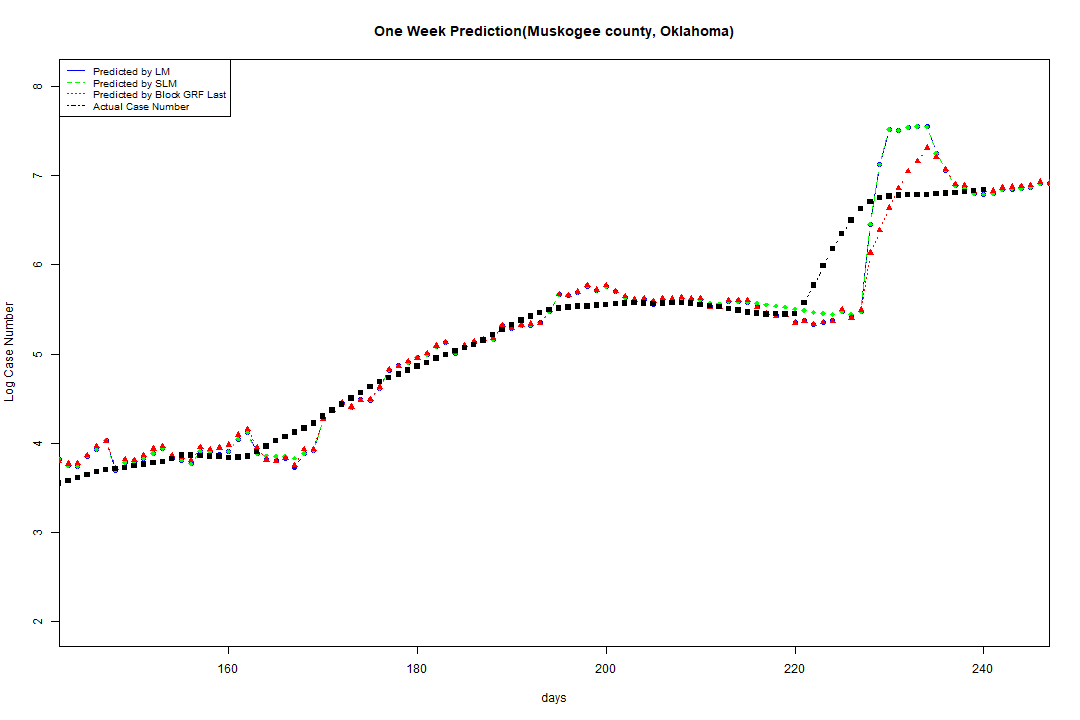 One Week Prediction(Muskogee county, Oklahoma)
Predicted by LM
Predicted by SLM
Predicted by Block GRF Last
Actual Case Number
8
7
6
5
4
3
2
Log Case Number
160 180 200 220 240
days